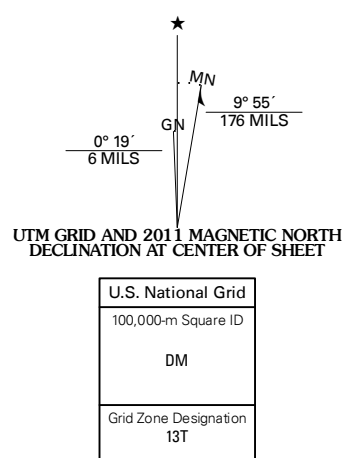 ★
MN
GN
9° 55´
176 MILS
0° 19´
6 MILS
UTM GRID AND 2011 MAGNETIC NORTH
DECLINATION AT CENTER OF SHEET
U.S. National Grid
100,000-m Square ID
DM
Grid Zone Designation
13T